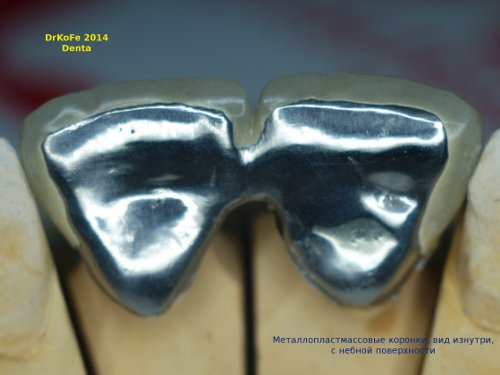 DrKoFe 2014
Denta
Металлопластмассовые коронки, вид изнутри,
с небной поверхности